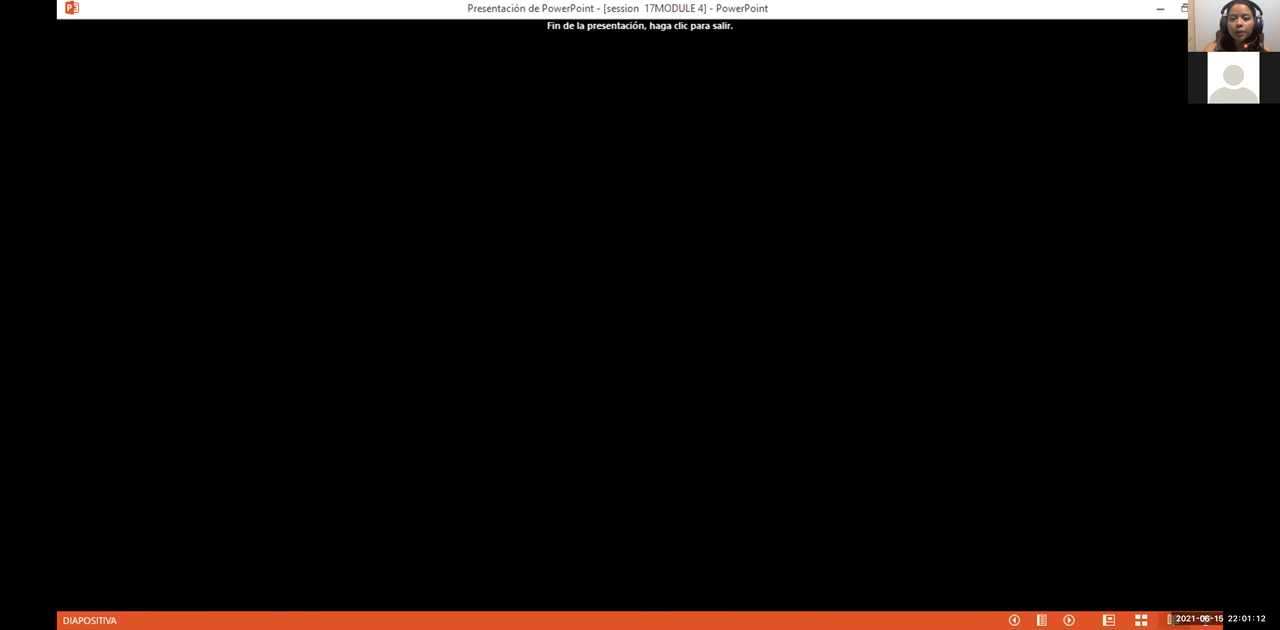 Presentación de PowerPoint - [session  17MODULE 4] - PowerPoint
Fin de la presentación, haga clic para salir.
DIAPOSITIVA
2021-06-15 22:01:12